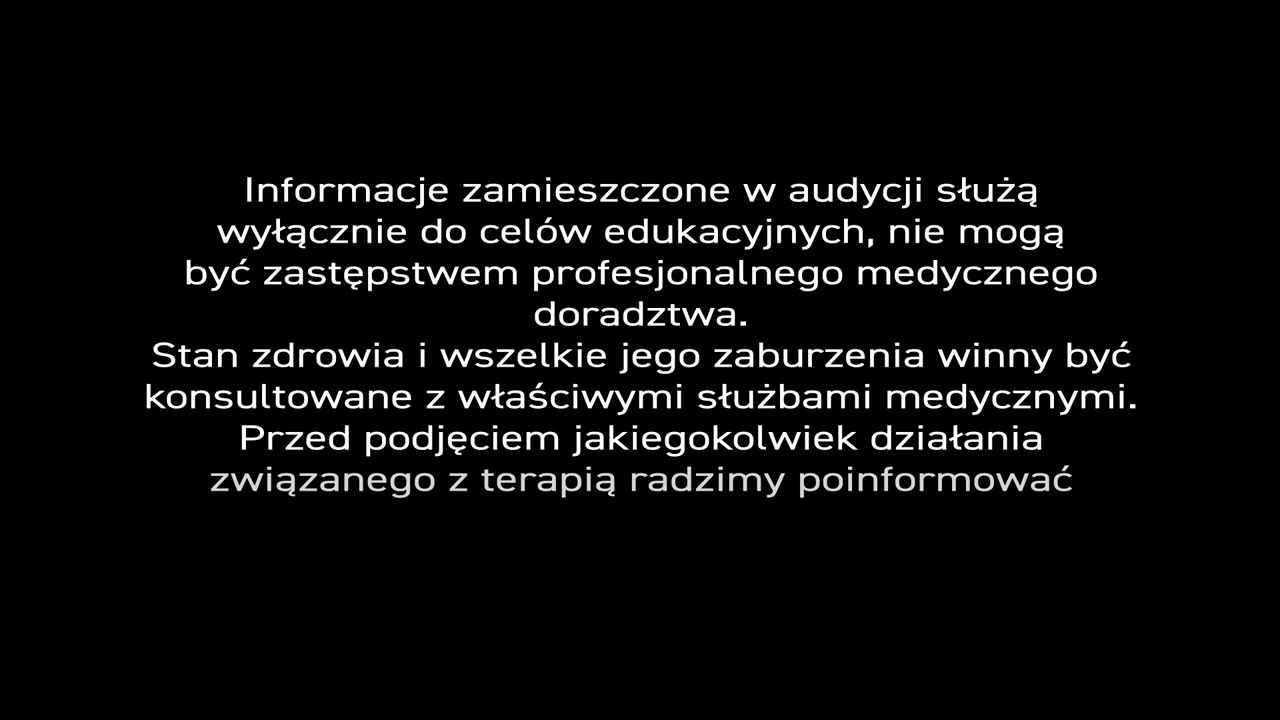 Informacje zamieszczone w audycji służą
wyłącznie do celów edukacyjnych, nie mogą
być zastępstwem profesjonalnego medycznego
doradztwa.
Stan zdrowia i wszelkie jego zaburzenia winny być
konsultowane z właściwymi służbami medycznymi.
Przed podjęciem jakiegokolwiek działania
związanego z terapią radzimy poinformować